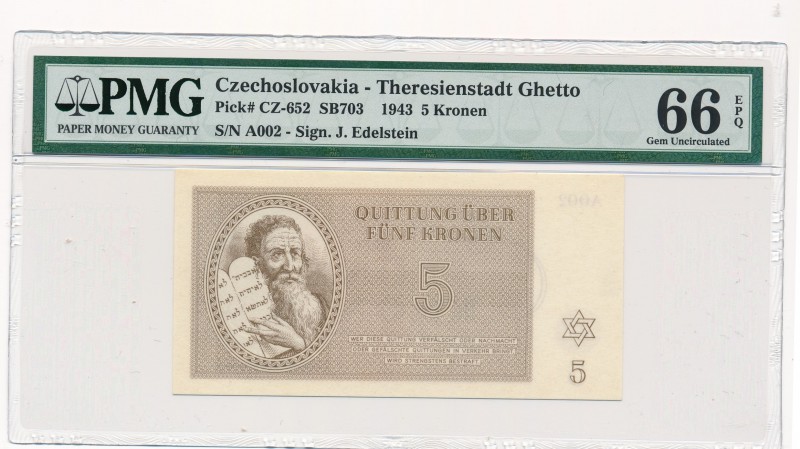 PMG
PAPER MONEY GUARANTY
Czechoslovakia - Theresienstadt Ghetto
Pick# CZ-652 SB703 1943 5 Kronen
S/N A002 - Sign. J. Edelstein
66
EPQ
Gem Uncirculated
QUITTUNG ÜBER
FÜNF KRONEN
5
WER DIESE QUITTUNG VERFÄLSCHT ODER NACHMACHT
ODER GEFÄLSCHTE QUITTUNGEN IN VERKEHR BRINGT,
WIRD STRENGSTENS BESTRAFT
5